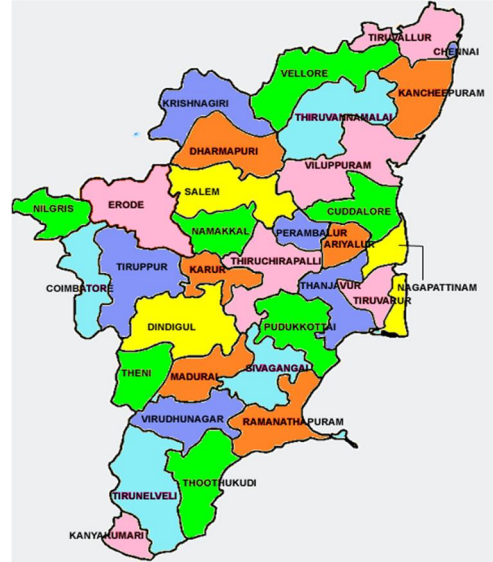 TIRUVALLUR
CHENNAI
VELLORE
KANCHEEPURAM
KRISHNAGIRI
THIRUVANNAMALAI
DHARMAPURI
VILUPPURAM
SALEM
NILGRIS
ERODE
CUDDALORE
NAMAKKAL
PERAMBALUR
ARIYALUR
THIRUCHIRAPALLI
TIRUPPUR
KARUR
COIMBATORE
THANJAVUR
NAGAPATTINAM
TIRUVARUR
DINDIGUL
PUDUKKOTTAI
SIVAGANGAI
THENI
MADURAI
VIRUDHUNAGAR
RAMANATHAPURAM
THOOTHUKUDI
TIRUNELVELI
KANYAKUMARI